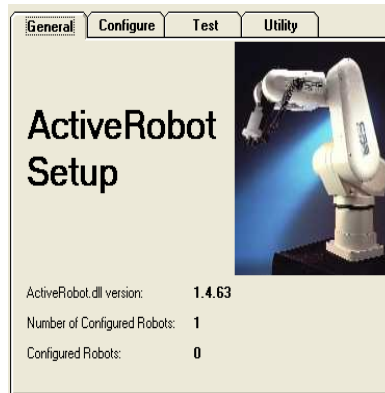 General Configure Test Utility
ActiveRobot
Setup
ActiveRobot.dll version: 1.4.63
Number of Configured Robots: 1
Configured Robots: 0